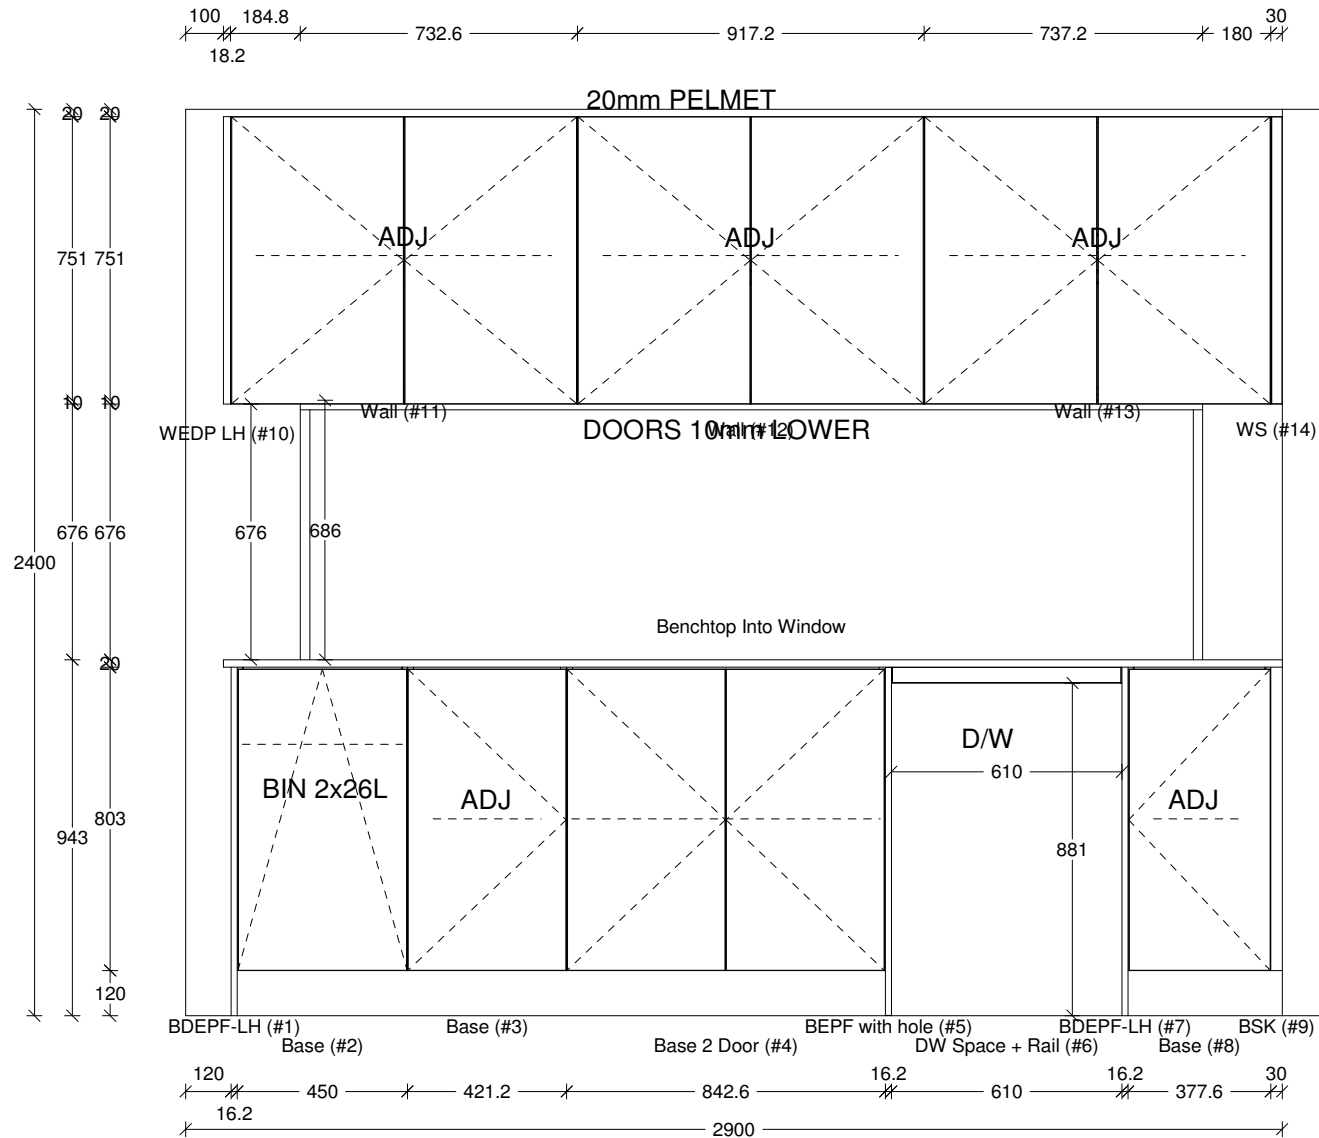 100 184.8 732.6 917.2 737.2 180 30
18.2
20mm PELMET
20 20
ADJ ADJ ADJ
751 751
10 10
Wall (#11) Wall (#12) Wall (#13)
WEDP LH (#10) DOORS 10mm LOWER WS (#14)
676 676 676 686
2400
Benchtop Into Window
20
D/W
610
BIN 2x26L ADJ ADJ
803
943
881
120
BDEPF-LH (#1) Base (#3) BEPF with hole (#5) BDEPF-LH (#7) BSK (#9)
Base (#2) Base 2 Door (#4) DW Space + Rail (#6) Base (#8)
120 450 421.2 842.6 16.2 610 16.2 377.6 30
16.2
2900